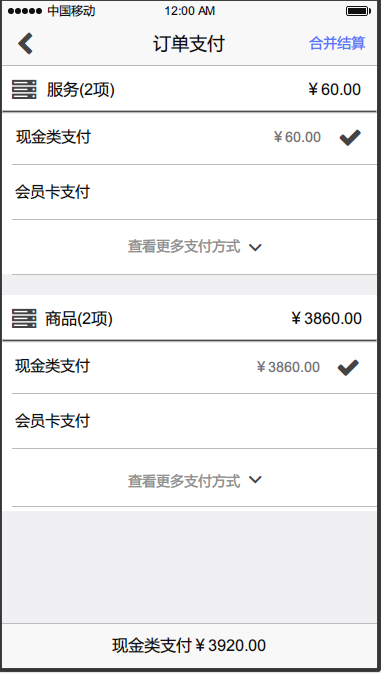 中国移动 12:00 AM
订单支付 合并结算
服务(2项) ¥60.00
现金类支付 ¥60.00
会员卡支付
查看更多支付方式
商品(2项) ¥3860.00
现金类支付 ¥3860.00
会员卡支付
查看更多支付方式
现金类支付¥3920.00